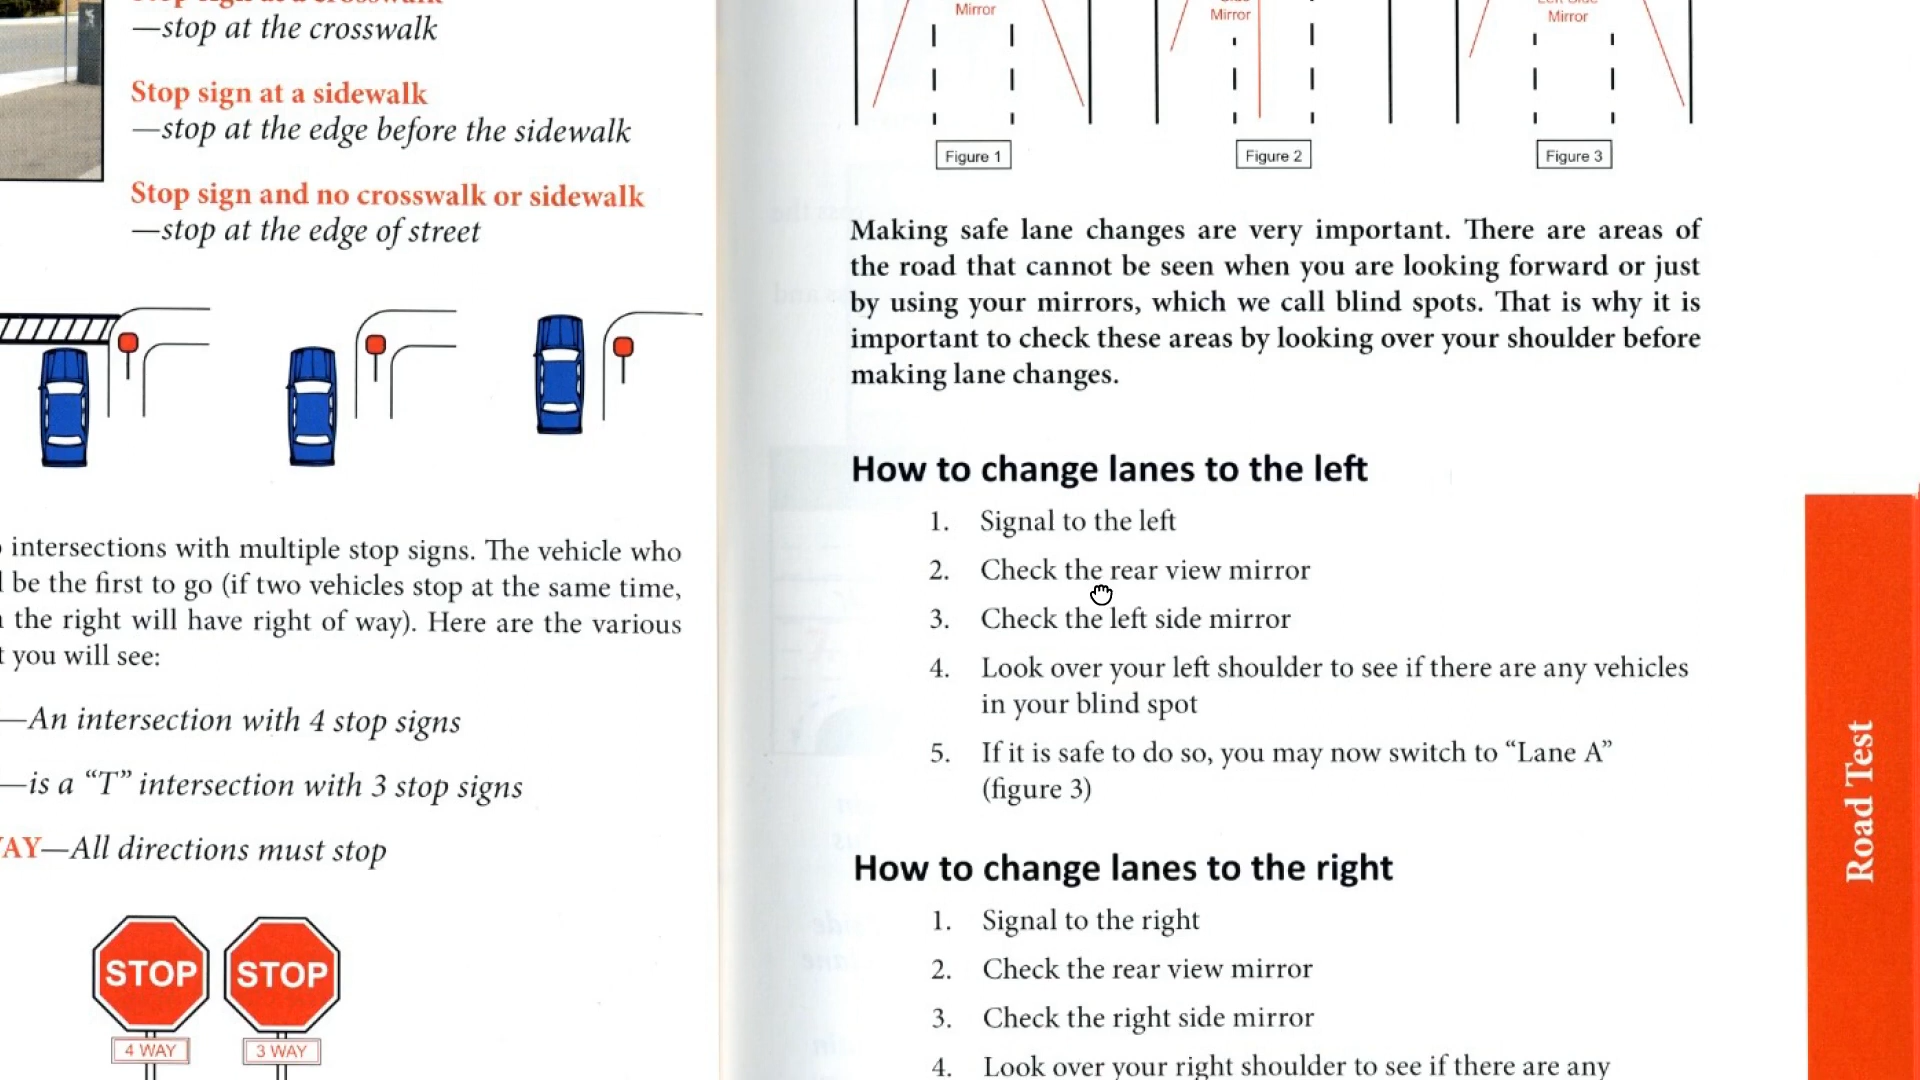 —stop at the crosswalk
Stop sign at a sidewalk
—stop at the edge before the sidewalk
Stop sign and no crosswalk or sidewalk
—stop at the edge of street
intersections with multiple stop signs. The vehicle who
be the first to go (if two vehicles stop at the same time,
the right will have right of way). Here are the various
you will see:
—An intersection with 4 stop signs
—is a “T” intersection with 3 stop signs
AY—All directions must stop
STOP
STOP
4 WAY
3 WAY
Mirror
Mirror
Mirror
Figure 1
Figure 2
Figure 3
Making safe lane changes are very important. There are areas of
the road that cannot be seen when you are looking forward or just
by using your mirrors, which we call blind spots. That is why it is
important to check these areas by looking over your shoulder before
making lane changes.
How to change lanes to the left
1. Signal to the left
2. Check the rear view mirror
3. Check the left side mirror
4. Look over your left shoulder to see if there are any vehicles
in your blind spot
5. If it is safe to do so, you may now switch to “Lane A”
(figure 3)
How to change lanes to the right
1. Signal to the right
2. Check the rear view mirror
3. Check the right side mirror
4. Look over your right shoulder to see if there are any
Road Test